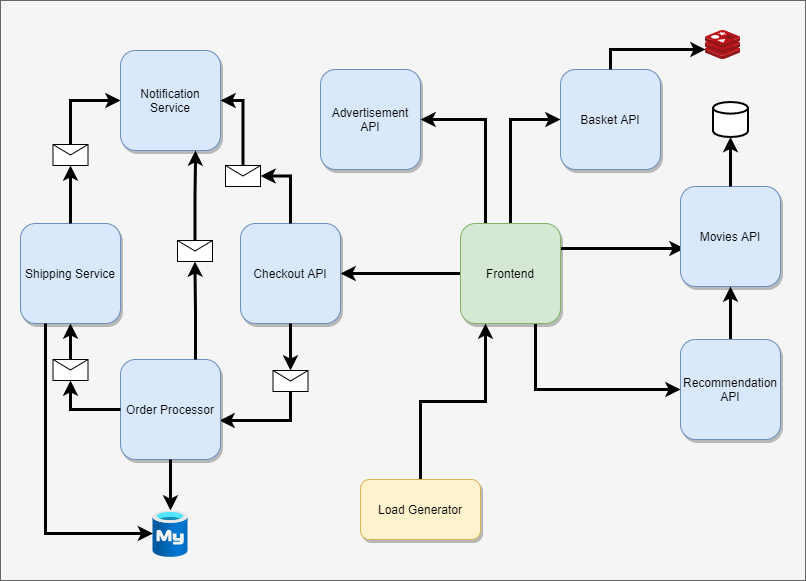 Notification
Service
Advertisement
API
Basket API
Movies API
Shipping Service
Checkout API
Frontend
Recommendation
API
Order Processor
Load Generator
My